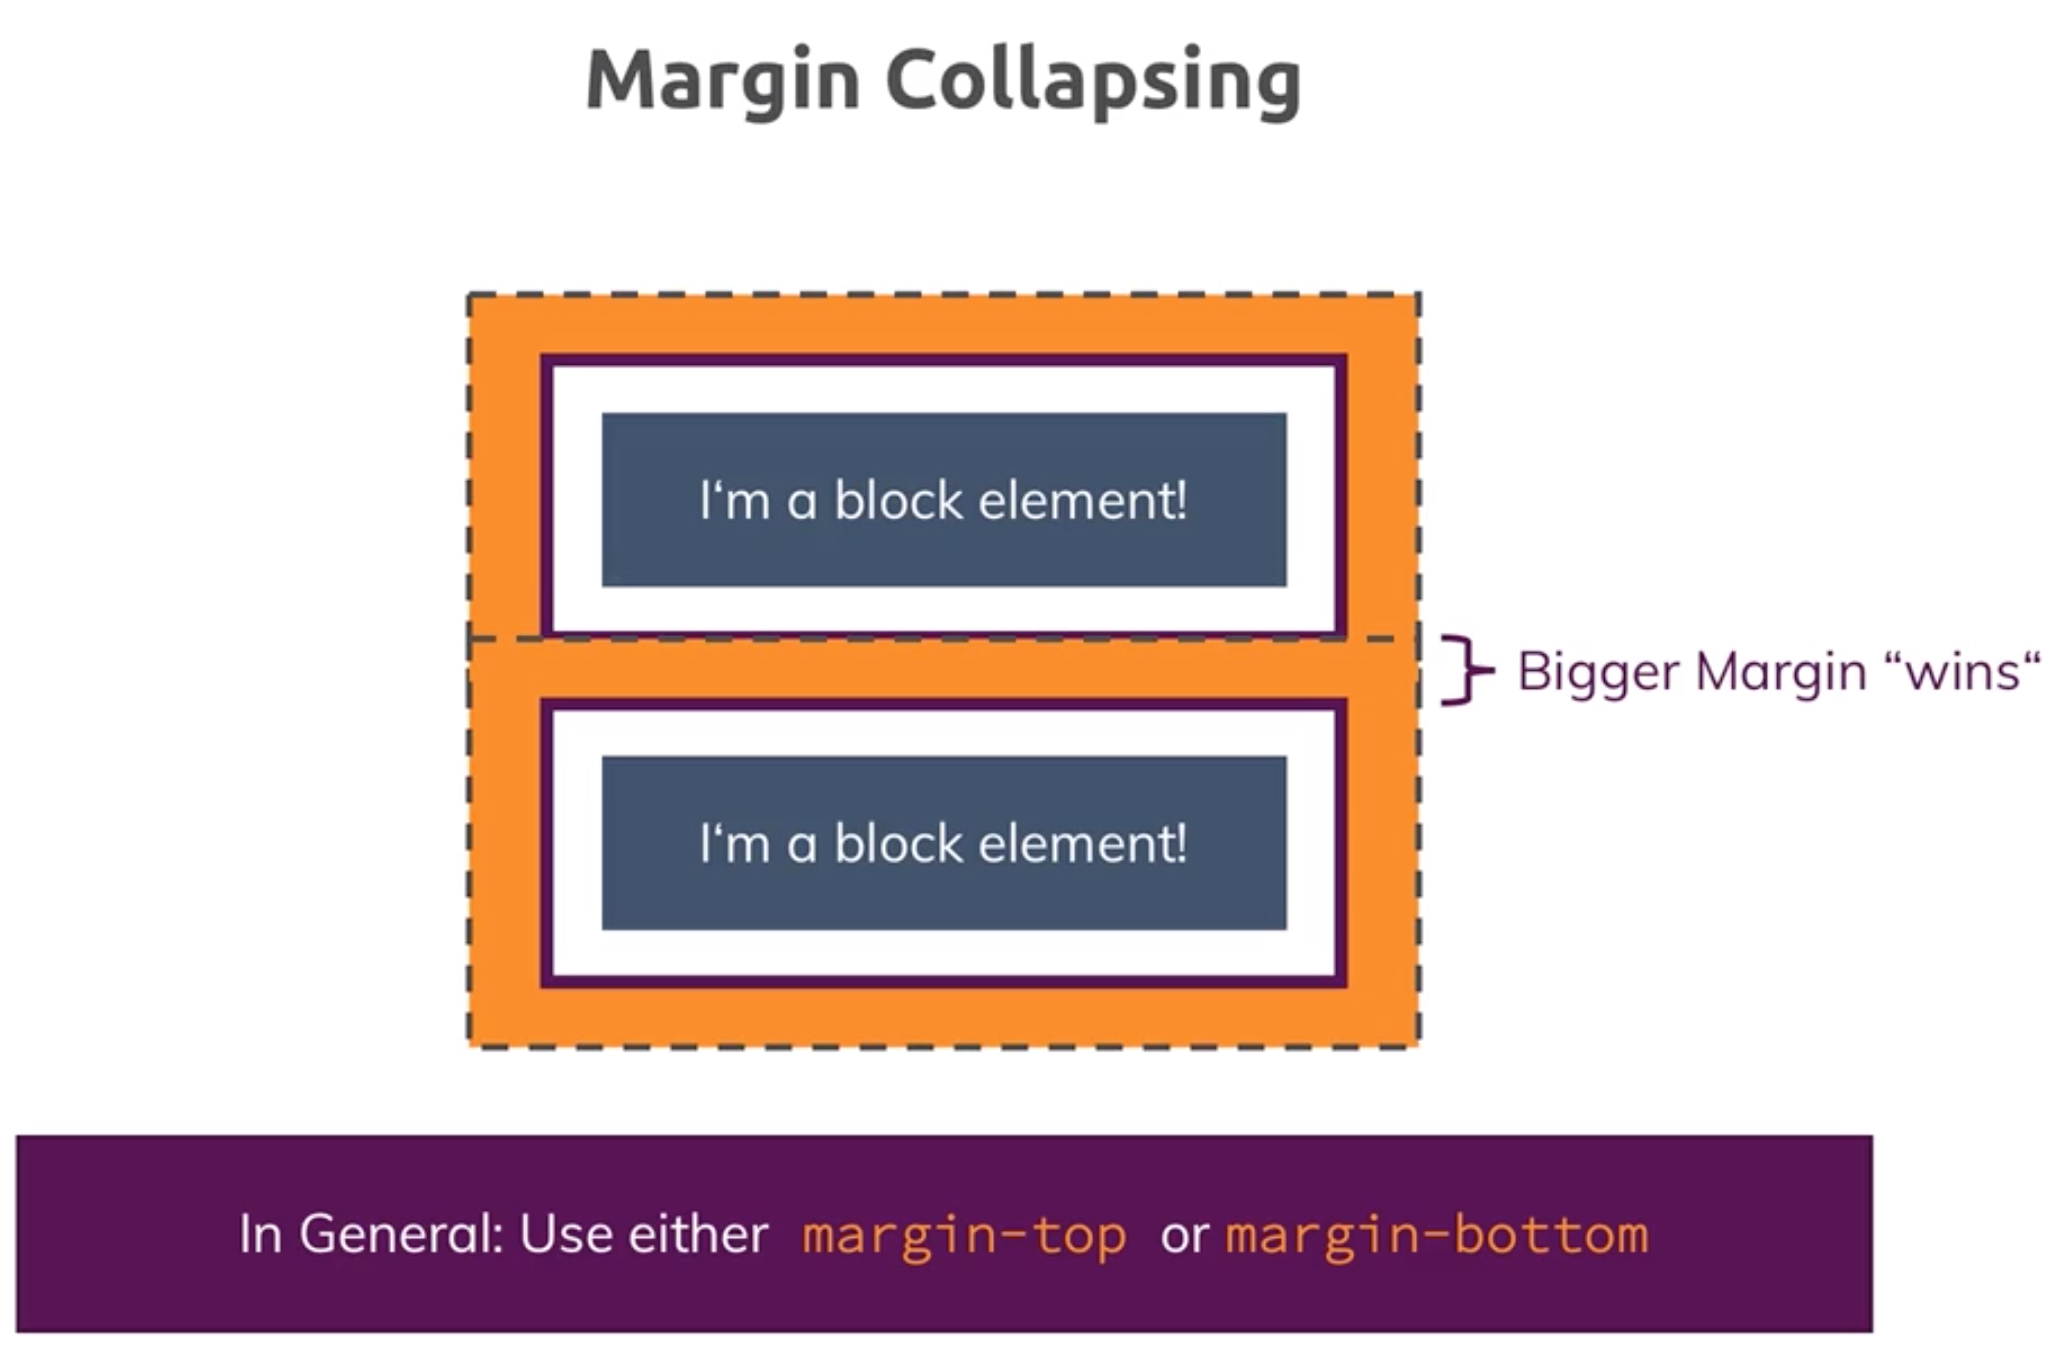 Margin Collapsing
I‘m a block element!
Bigger Margin “wins“
I‘m a block element!
In General: Use either margin-top or margin-bottom